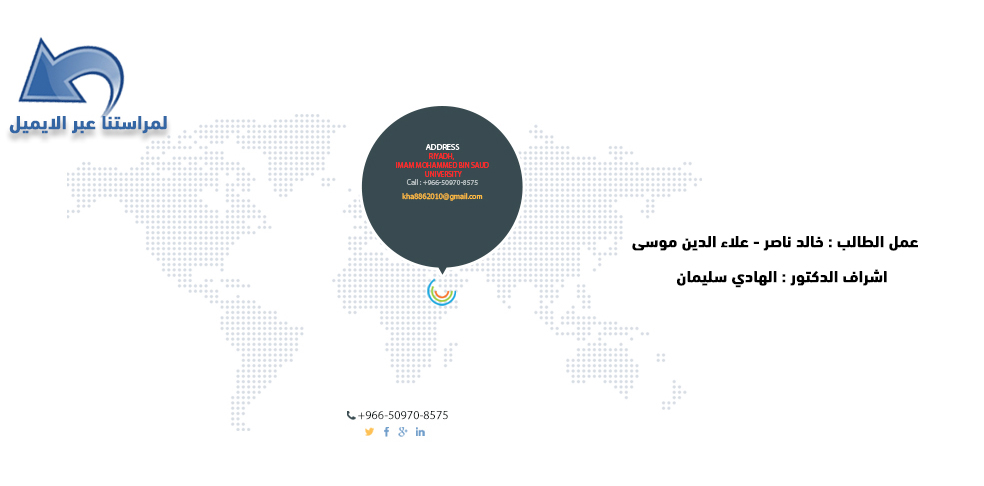 لمراستنا عبر الايميل
ADDRESS
RIYADH,
IMAM MOHAMMED BIN SAUD
UNIVERSITY
Call : +966-50970-8575
kha8862010@gmail.com
عمل الطالب : خالد ناصر - علاء الدين موسى
اشراف الدكتور : الهادي سليمان
+966-50970-8575